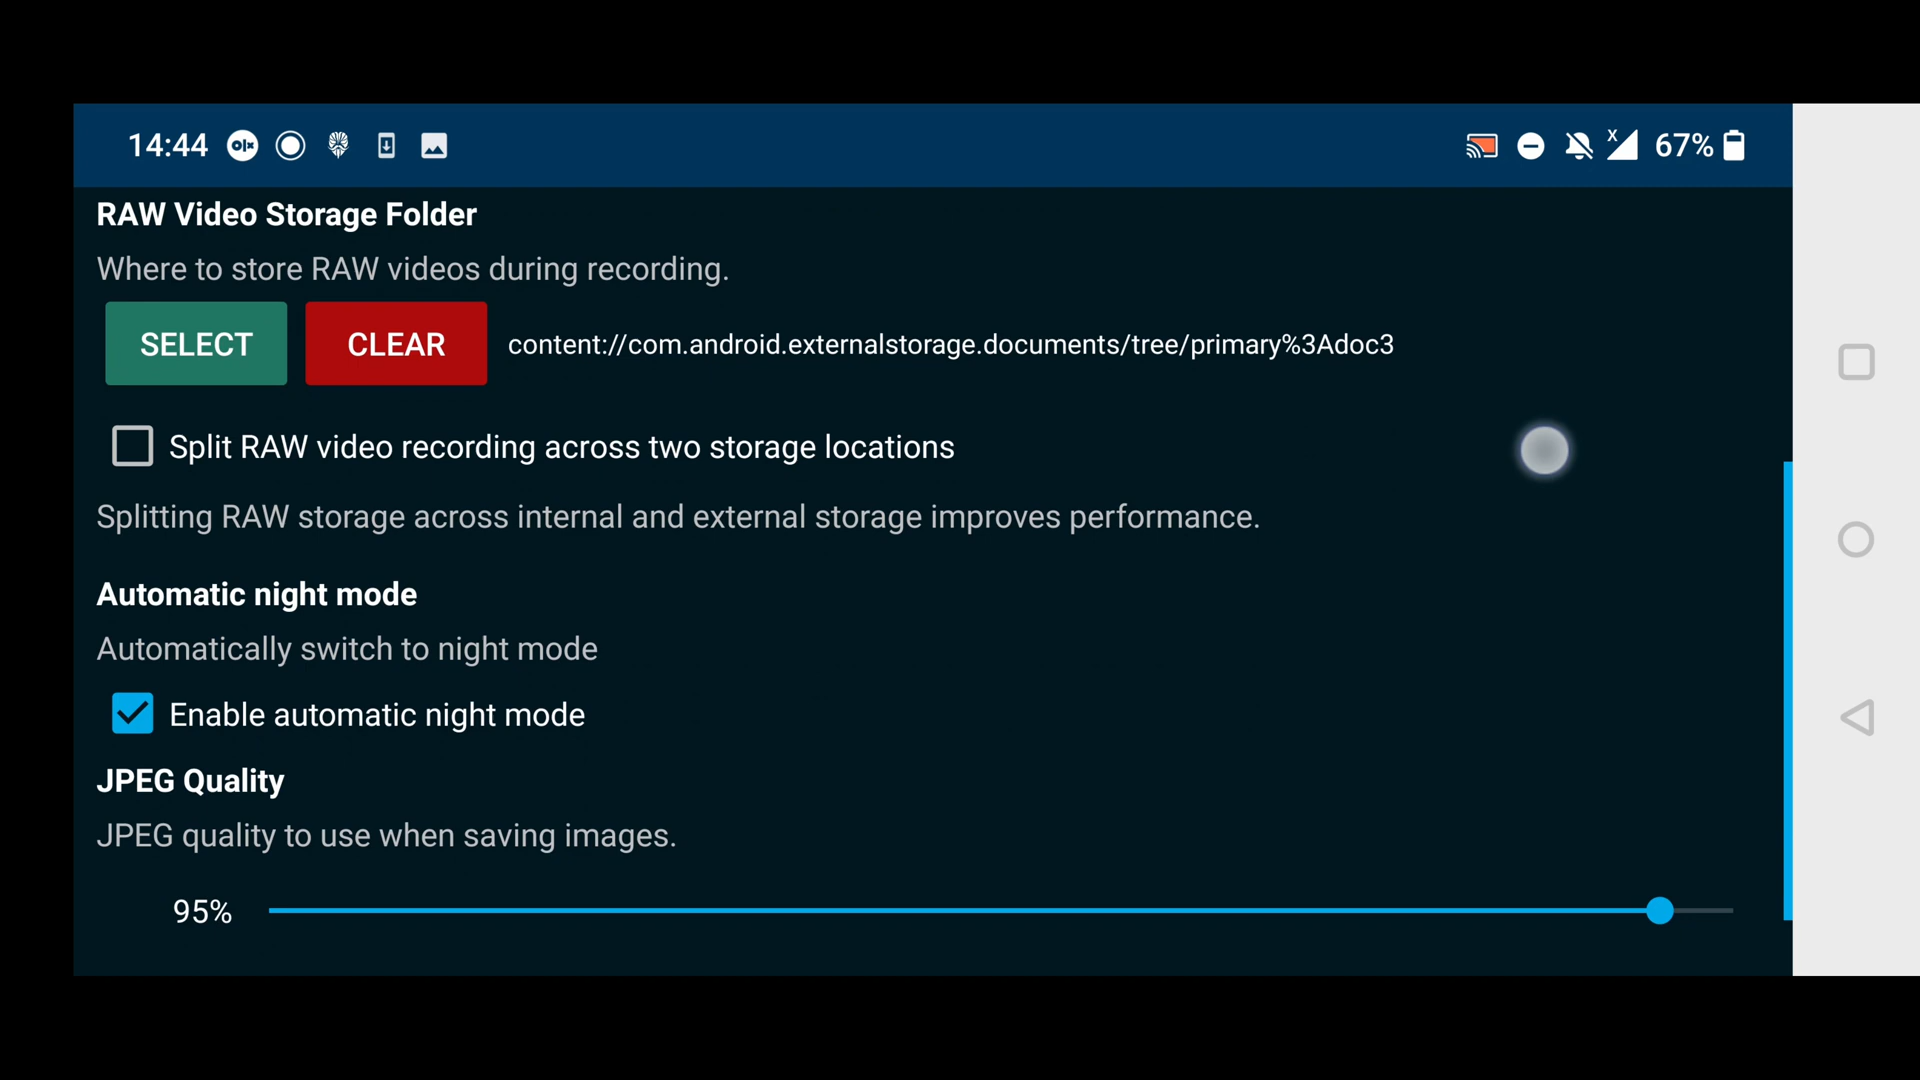 14:44 olx x 67%
RAW Video Storage Folder
Where to store RAW videos during recording.
SELECT CLEAR content://com.android.externalstorage.documents/tree/primary%3Adoc3
Split RAW video recording across two storage locations
Splitting RAW storage across internal and external storage improves performance.
Automatic night mode
Automatically switch to night mode
Enable automatic night mode
JPEG Quality
JPEG quality to use when saving images.
95%